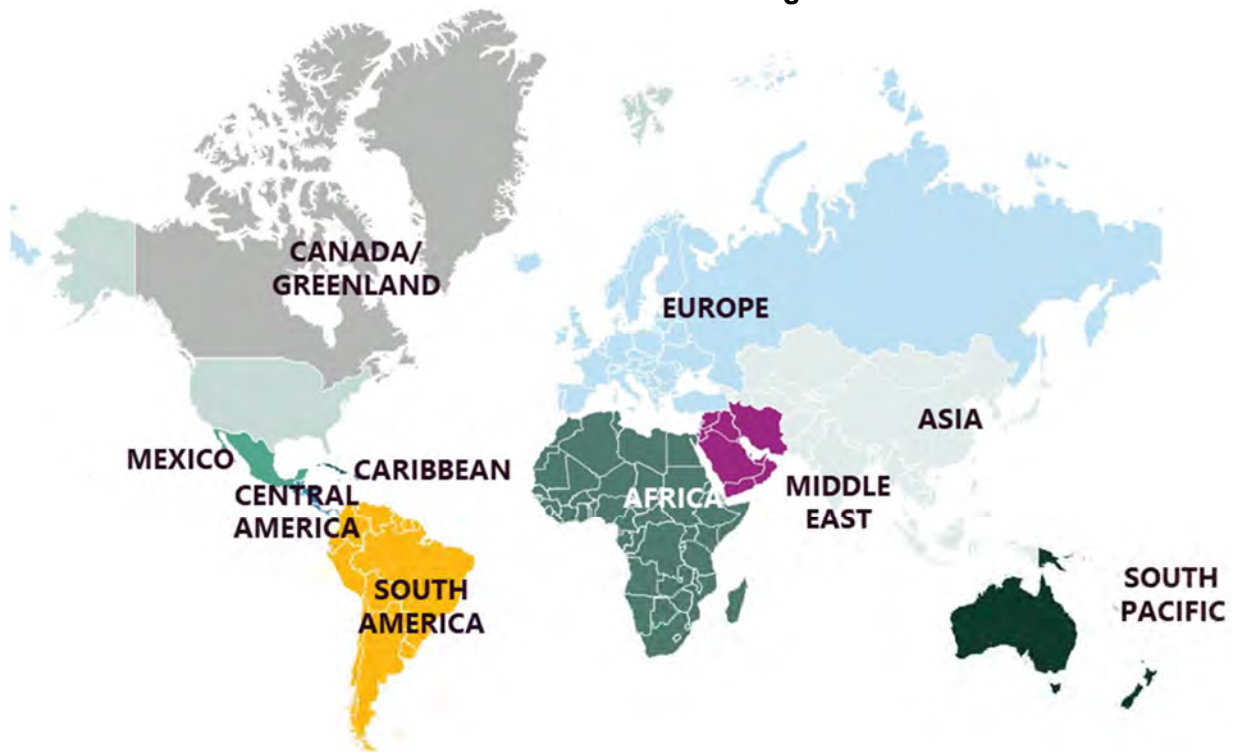 CANADA/
GREENLAND
EUROPE
ASIA
MEXICO
CARIBBEAN
CENTRAL
AMERICA
AFRICA
MIDDLE
EAST
SOUTH
AMERICA
SOUTH
PACIFIC